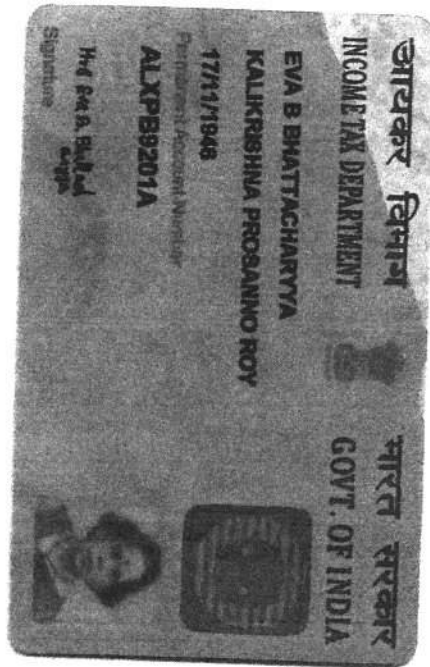 आयकर विभाग
INCOME TAX DEPARTMENT
भारत सरकार
GOVT. OF INDIA
EVA B BHATTACHARYYA
KALIKRISHNA PROSANNO ROY
17/11/1948
Permanent Account Number
ALXPB9201A
Signature